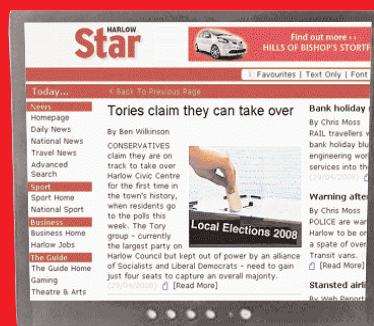 HARLOW
Star
Find out more
HILLS OF BISHOP'S STORTF
Favourites | Text Only | Font
Today...
< Back To Previous Page
News
Homepage
Daily News
National News
Travel News
Advanced
Search
Sport
Sport Home
National Sport
Business
Business Home
Harlow Jobs
The Guide
The Guide Home
Gaming
Theatre & Arts
Tories claim they can take over
By Ben Wilkinson
CONSERVATIVES
claim they are on
track to take over
Harlow Civic Centre
for the first time in
the town's history,
when residents go
to the polls this
week. The Tory
group - currently
the largest party on
Harlow Council but kept out of power by an alliance
of Socialists and Liberal Democrats - need to gain
just four seats to capture an overall majority.
(29/04/2008) [Read More]
Local Elections 2008
Bank holiday
By Chris Moss
RAIL travellers w
bank holiday blu
engineering wor
services into th
(29/04/2008)
Warning afte
By Chris Moss
POLICE are war
Harlow to be on
a spate of over
Transit vans.
[Read More]
Stansted airli
By Web Report